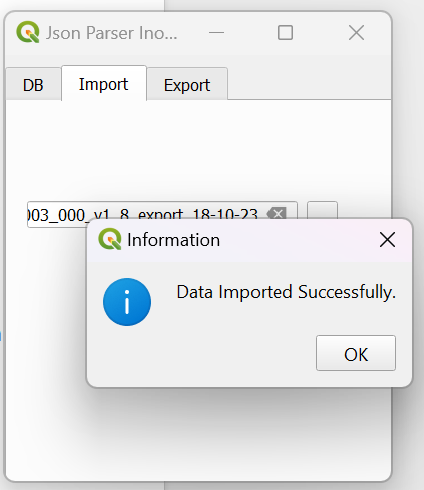 Json Parser Ino...
DB
Import
Export
003_000_v1_8_export_18-10-23
Information
Data Imported Successfully.
OK